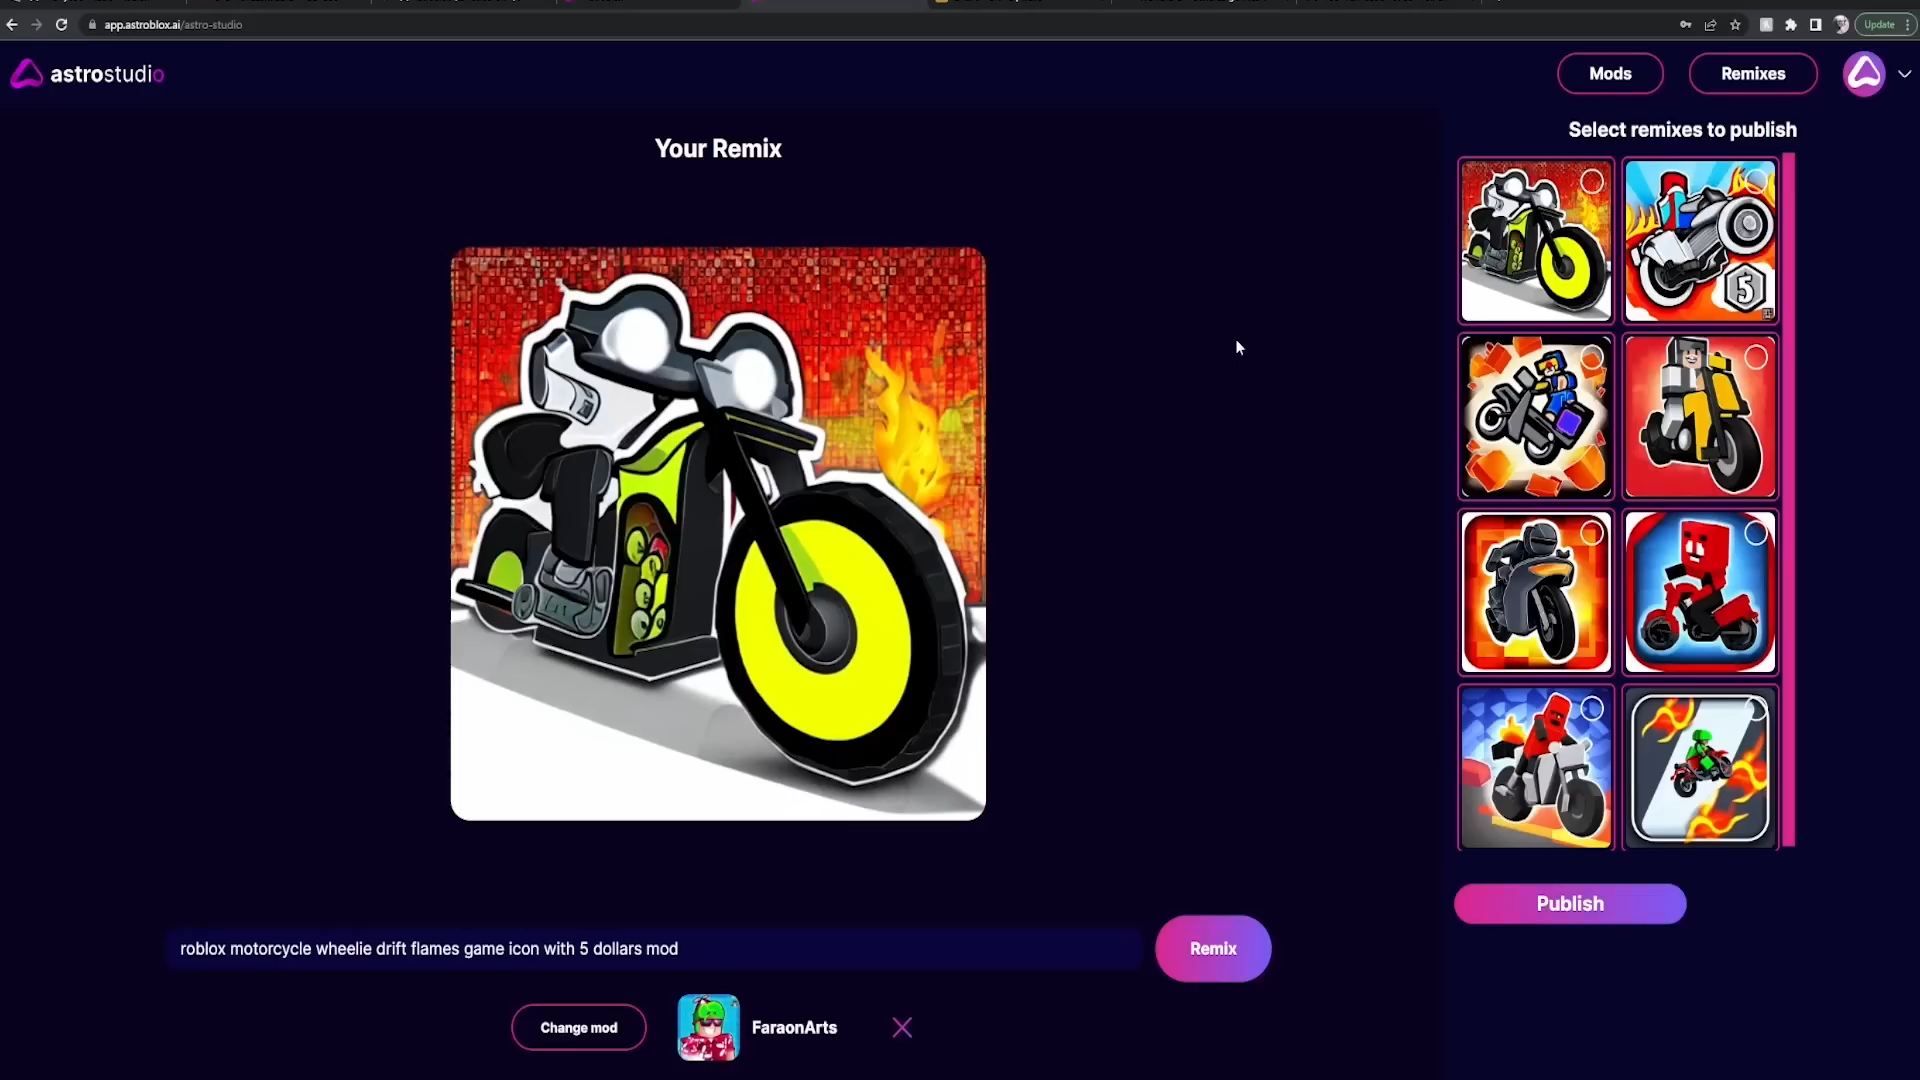 app.astroblox.ai/astro-studio
Update
astrostudio
Mods
Remixes
Your Remix
Select remixes to publish
5
Publish
roblox motorcycle wheelie drift flames game icon with 5 dollars mod
Remix
Change mod
FaraonArts